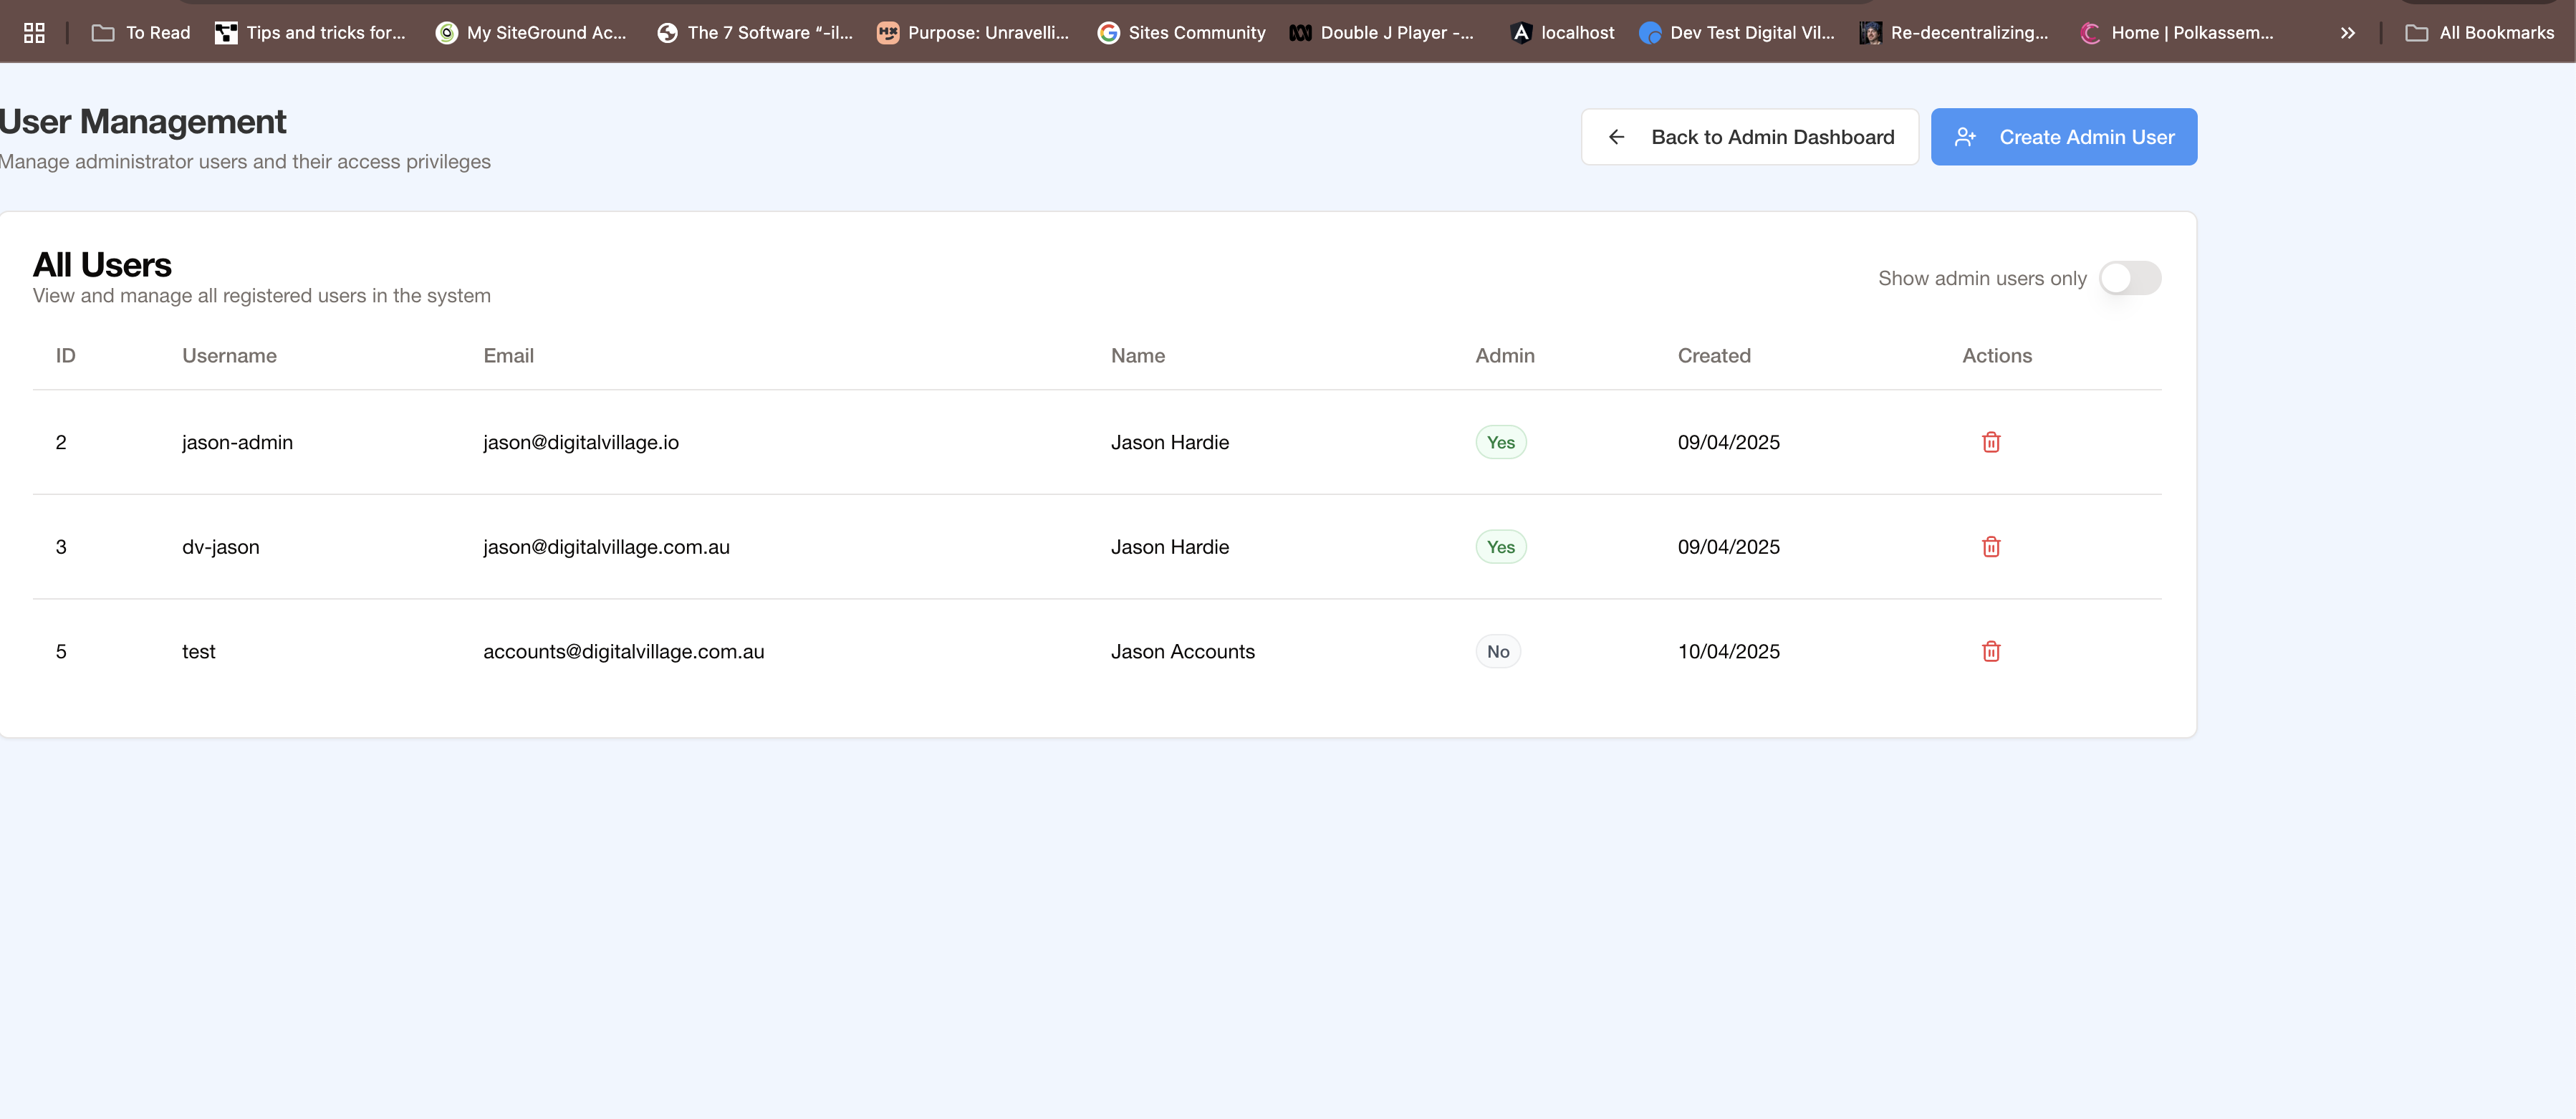 To Read Tips and tricks for... My SiteGround Ac... The 7 Software “-il... Purpose: Unravelli... Sites Community Double J Player -... localhost Dev Test Digital Vil... Re-decentralizing... Home | Polkassem... All Bookmarks
User Management
Manage administrator users and their access privileges
Back to Admin Dashboard
Create Admin User
All Users
View and manage all registered users in the system
Show admin users only
ID Username Email Name Admin Created Actions
2 jason-admin jason@digitalvillage.io Jason Hardie Yes 09/04/2025
3 dv-jason jason@digitalvillage.com.au Jason Hardie Yes 09/04/2025
5 test accounts@digitalvillage.com.au Jason Accounts No 10/04/2025